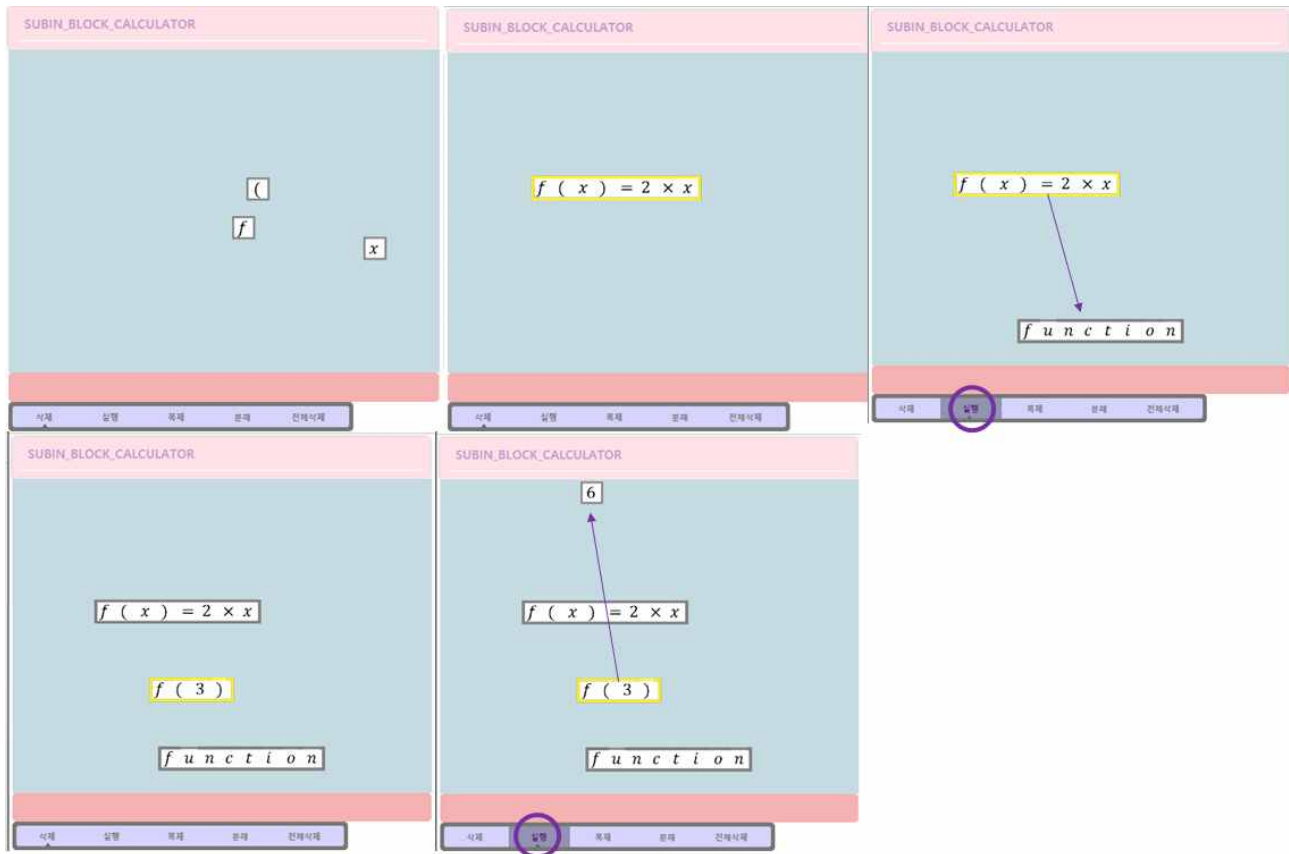 SUBIN_BLOCK_CALCULATOR
(
f
x
삭제 실행 복제 분해 전체삭제
SUBIN_BLOCK_CALCULATOR
f ( x ) = 2 × x
삭제 실행 복제 분해 전체삭제
SUBIN_BLOCK_CALCULATOR
f ( x ) = 2 × x
f u n c t i o n
삭제 실행 복제 분해 전체삭제
SUBIN_BLOCK_CALCULATOR
f ( x ) = 2 × x
f ( 3 )
f u n c t i o n
삭제 실행 복제 분해 전체삭제
SUBIN_BLOCK_CALCULATOR
6
f ( x ) = 2 × x
f ( 3 )
f u n c t i o n
삭제 실행 복제 분해 전체삭제